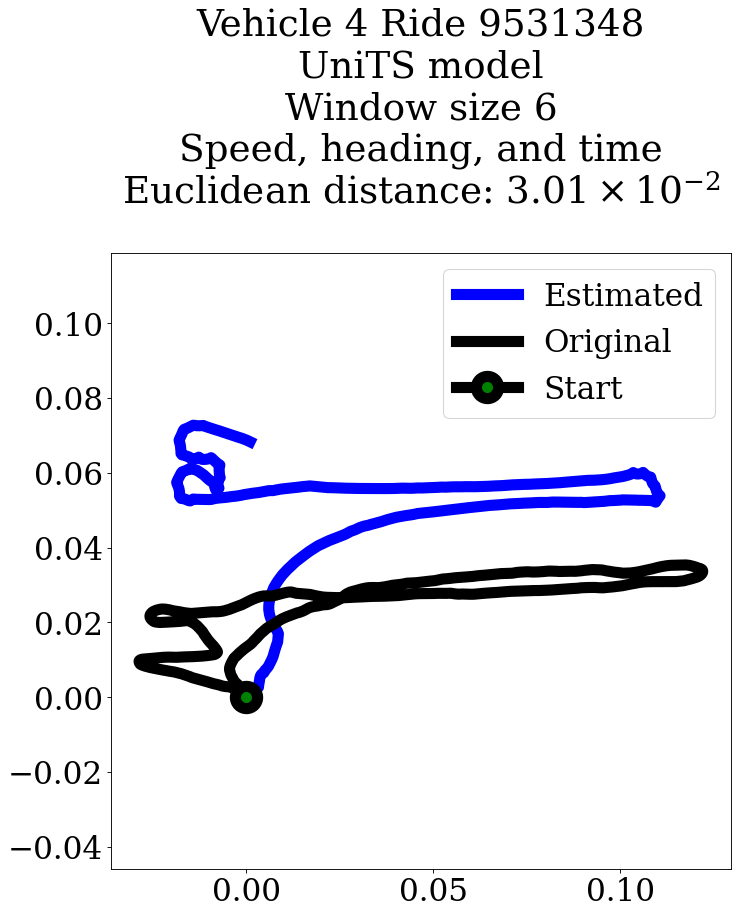 Vehicle 4 Ride 9531348
UniTS model
Window size 6
Speed, heading, and time
Euclidean distance: 3.01 × 10⁻²
Estimated
Original
Start
0.10
0.08
0.06
0.04
0.02
0.00
−0.02
−0.04
0.00 0.05 0.10